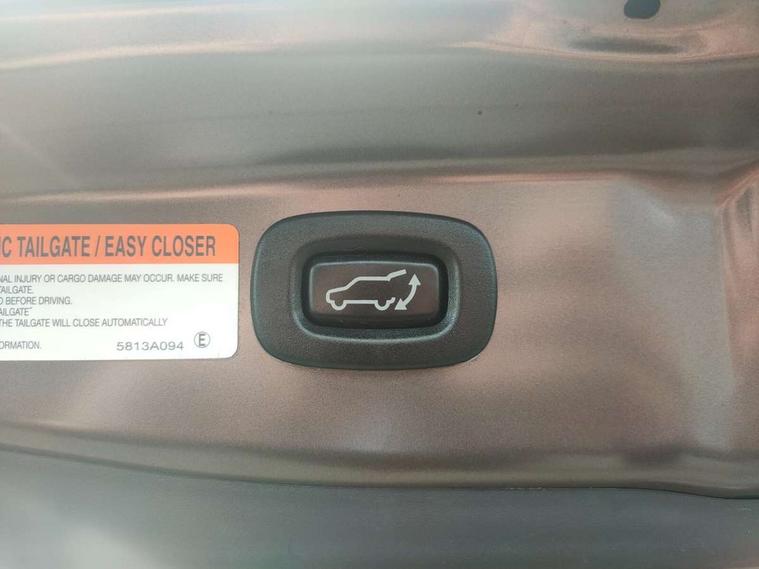 IC TAILGATE / EASY CLOSER
NAL INJURY OR CARGO DAMAGE MAY OCCUR. MAKE SURE
TAILGATE.
D BEFORE DRIVING.
AILGATE"
THE TAILGATE WILL CLOSE AUTOMATICALLY
ORMATION.
5813A094 E